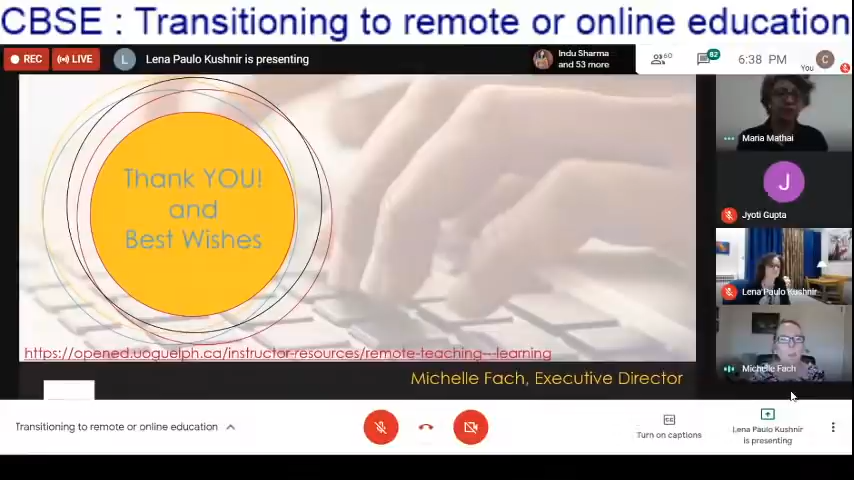 CBSE : Transitioning to remote or online education
REC
LIVE
L
Lena Paulo Kushnir is presenting
Indu Sharma
and 53 more
60
62
6:38 PM
You
C
Maria Mathai
J
Jyoti Gupta
Lena Paulo Kushnir
Michelle Fach
Thank YOU!
and
Best Wishes
https://opened.uoguelph.ca/instructor-resources/remote-teaching--learning
Michelle Fach, Executive Director
Transitioning to remote or online education
CC
Turn on captions
Lena Paulo Kushnir
is presenting